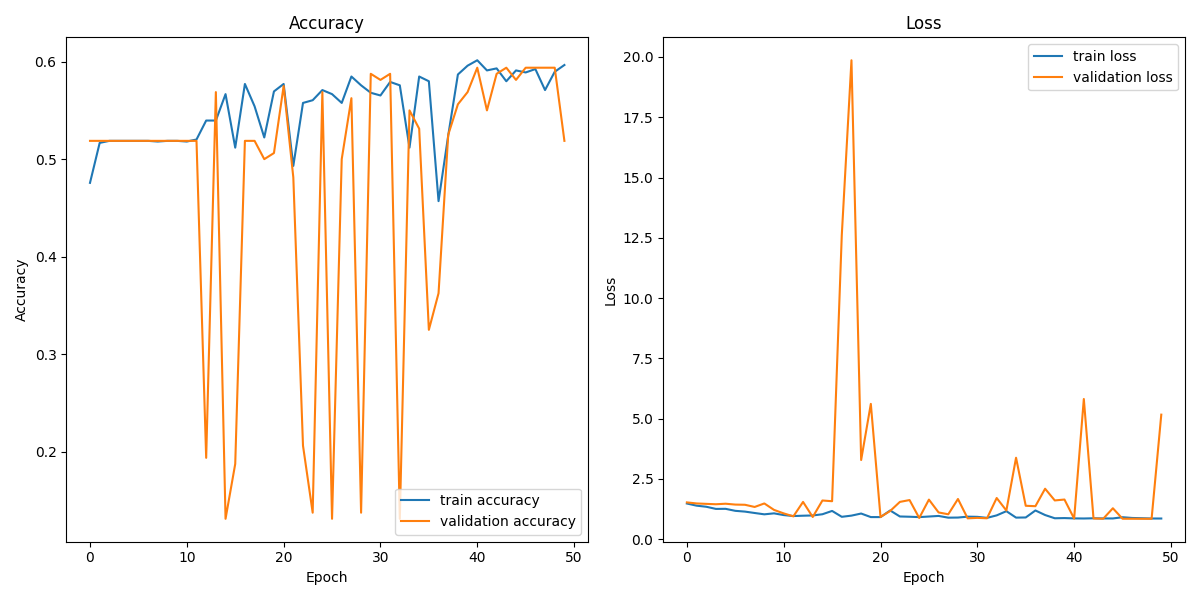 Accuracy
0.6
0.5
0.4
0.3
0.2
Accuracy
train accuracy
validation accuracy
0 10 20 30 40 50
Epoch
Loss
20.0
17.5
15.0
12.5
10.0
7.5
5.0
2.5
0.0
Loss
train loss
validation loss
0 10 20 30 40 50
Epoch